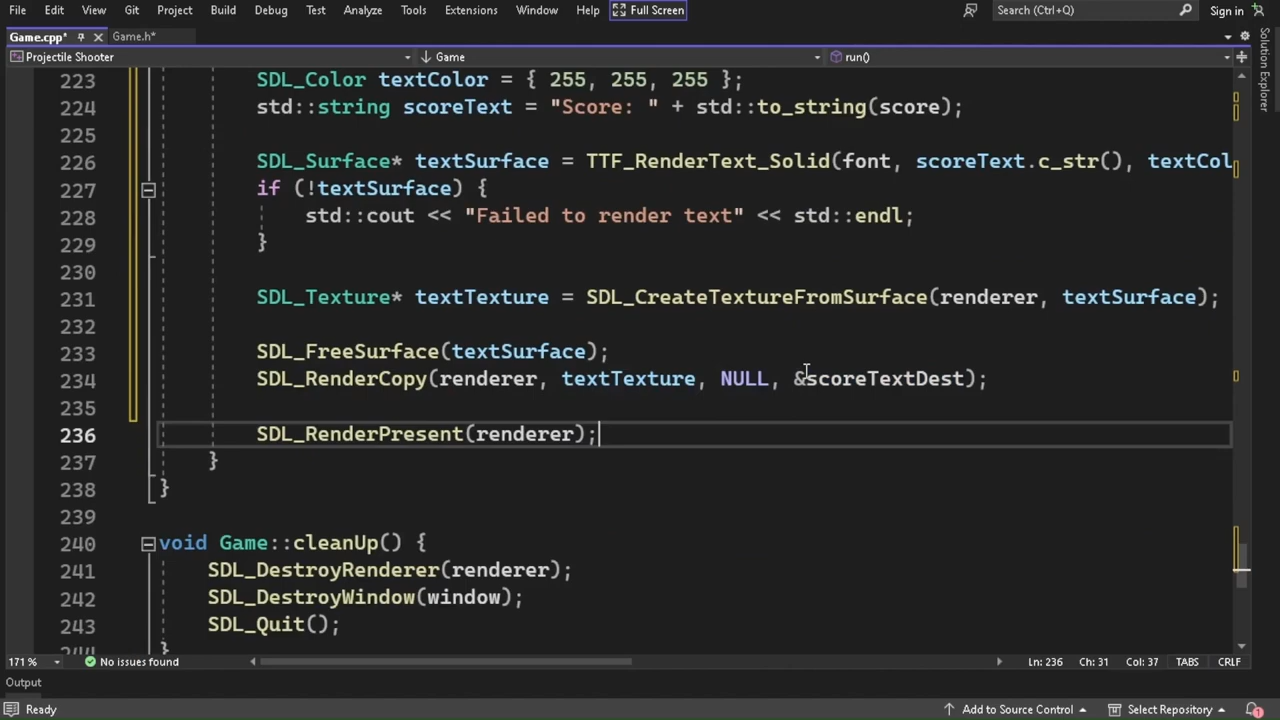 File Edit View Git Project Build Debug Test Analyze Tools Extensions Window Help Full Screen Search (Ctrl+Q) Sign in
Game.cpp* Game.h*
Projectile Shooter Game run()
Solution Explorer
223 SDL_Color textColor = { 255, 255, 255 };
224 std::string scoreText = "Score: " + std::to_string(score);
225
226 SDL_Surface* textSurface = TTF_RenderText_Solid(font, scoreText.c_str(), textCol
227 if (!textSurface) {
228 std::cout << "Failed to render text" << std::endl;
229 }
230
231 SDL_Texture* textTexture = SDL_CreateTextureFromSurface(renderer, textSurface);
232
233 SDL_FreeSurface(textSurface);
234 SDL_RenderCopy(renderer, textTexture, NULL, &scoreTextDest);
235
236 SDL_RenderPresent(renderer);
237 }
238 }
239
240 void Game::cleanUp() {
241 SDL_DestroyRenderer(renderer);
242 SDL_DestroyWindow(window);
243 SDL_Quit();
244 }
171 % No issues found Ln: 236 Ch: 31 Col: 37 TABS CRLF
Output
Ready Add to Source Control Select Repository 1